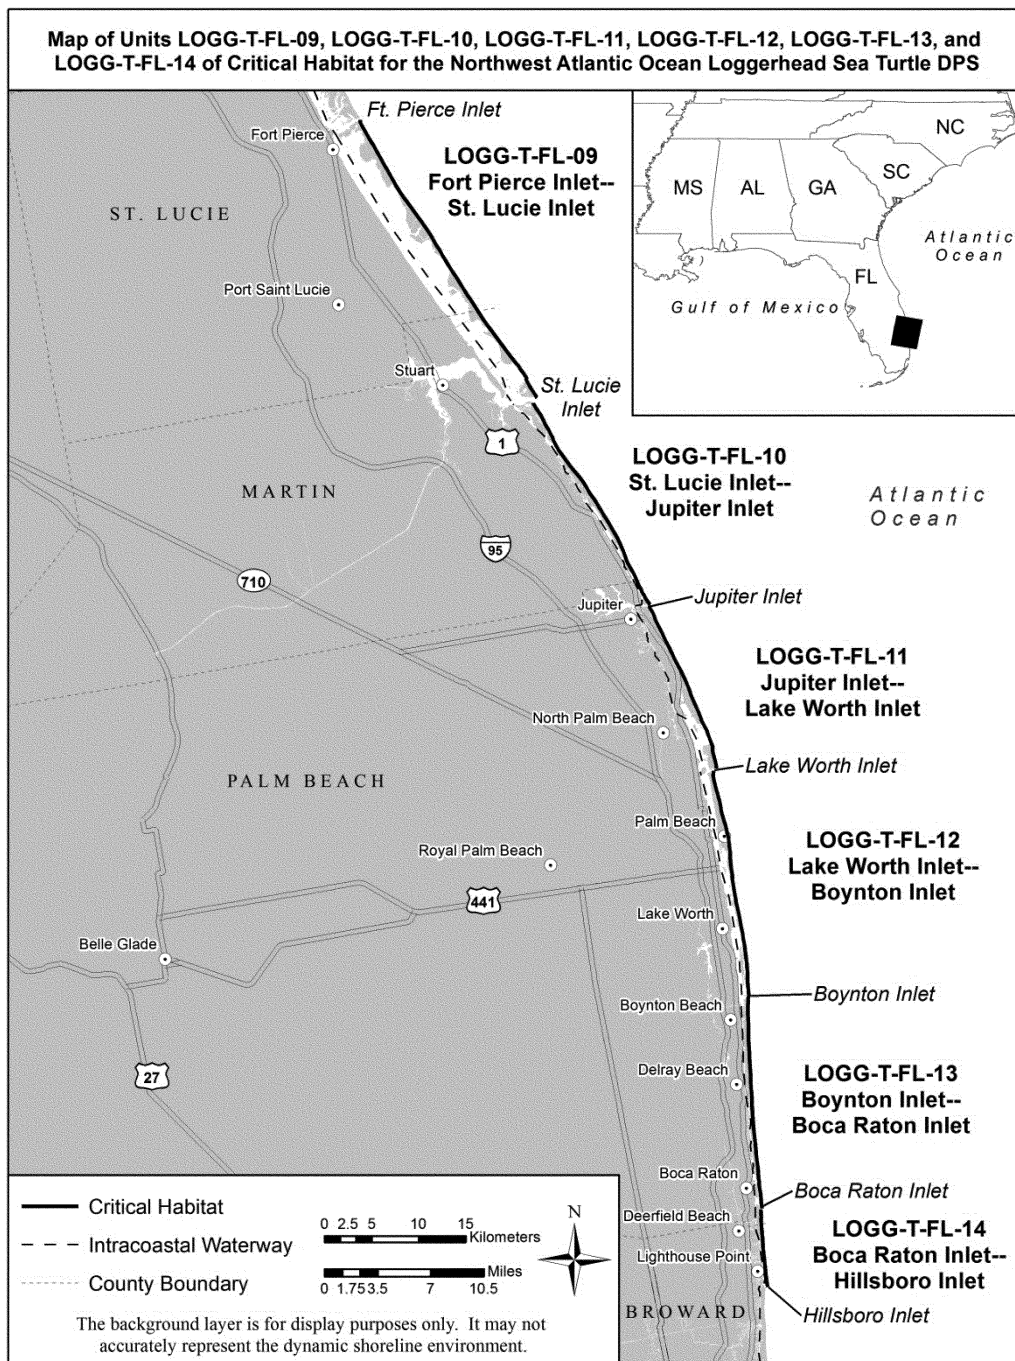 Map of Units LOGG-T-FL-09, LOGG-T-FL-10, LOGG-T-FL-11, LOGG-T-FL-12, LOGG-T-FL-13, and
LOGG-T-FL-14 of Critical Habitat for the Northwest Atlantic Ocean Loggerhead Sea Turtle DPS
Ft. Pierce Inlet
Fort Pierce
LOGG-T-FL-09
Fort Pierce Inlet--
St. Lucie Inlet
ST. LUCIE
Port Saint Lucie
Stuart
St. Lucie
Inlet
NC
SC
MS
AL
GA
Atlantic
Ocean
FL
Gulf of Mexico
1
LOGG-T-FL-10
St. Lucie Inlet--
Jupiter Inlet
Atlantic
Ocean
MARTIN
95
710
Jupiter
Jupiter Inlet
LOGG-T-FL-11
Jupiter Inlet--
Lake Worth Inlet
North Palm Beach
Lake Worth Inlet
PALM BEACH
Palm Beach
LOGG-T-FL-12
Lake Worth Inlet--
Boynton Inlet
Royal Palm Beach
441
Lake Worth
Belle Glade
Boynton Inlet
Boynton Beach
27
Delray Beach
LOGG-T-FL-13
Boynton Inlet--
Boca Raton Inlet
Boca Raton
Boca Raton Inlet
Deerfield Beach
LOGG-T-FL-14
Boca Raton Inlet--
Hillsboro Inlet
Lighthouse Point
Hillsboro Inlet
BROWARD
Critical Habitat
Intracoastal Waterway
County Boundary
0 2.5 5 10 15
Kilometers
Miles
0 1.75 3.5 7 10.5
N
The background layer is for display purposes only. It may not
accurately represent the dynamic shoreline environment.